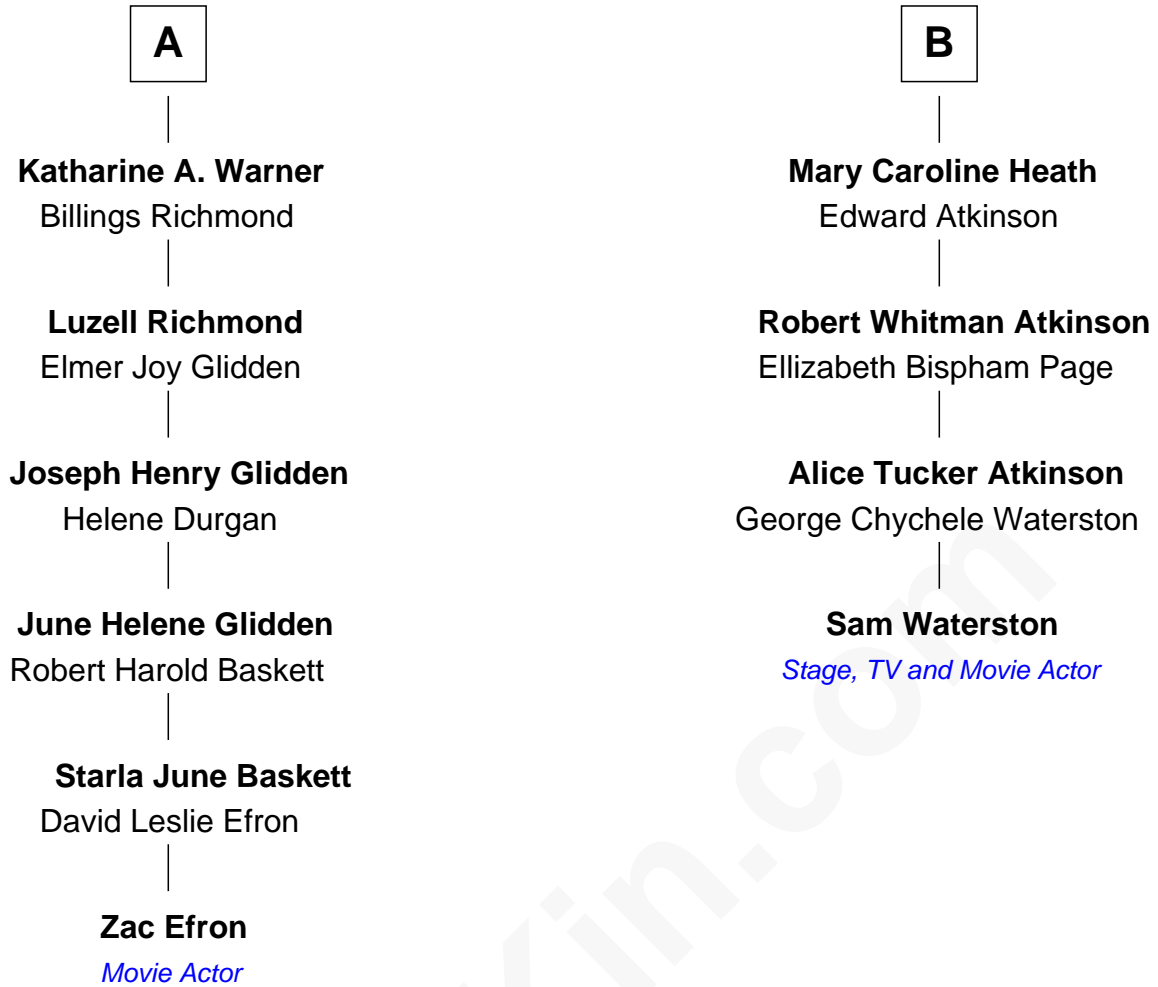 A
Katharine A. Warner
Billings Richmond
Luzell Richmond
Elmer Joy Glidden
Joseph Henry Glidden
Helene Durgan
June Helene Glidden
Robert Harold Baskett
Starla June Baskett
David Leslie Efron
Zac Efron
Movie Actor
B
Mary Caroline Heath
Edward Atkinson
Robert Whitman Atkinson
Ellizabeth Bispham Page
Alice Tucker Atkinson
George Chychele Waterston
Sam Waterston
Stage, TV and Movie Actor
Kin.com